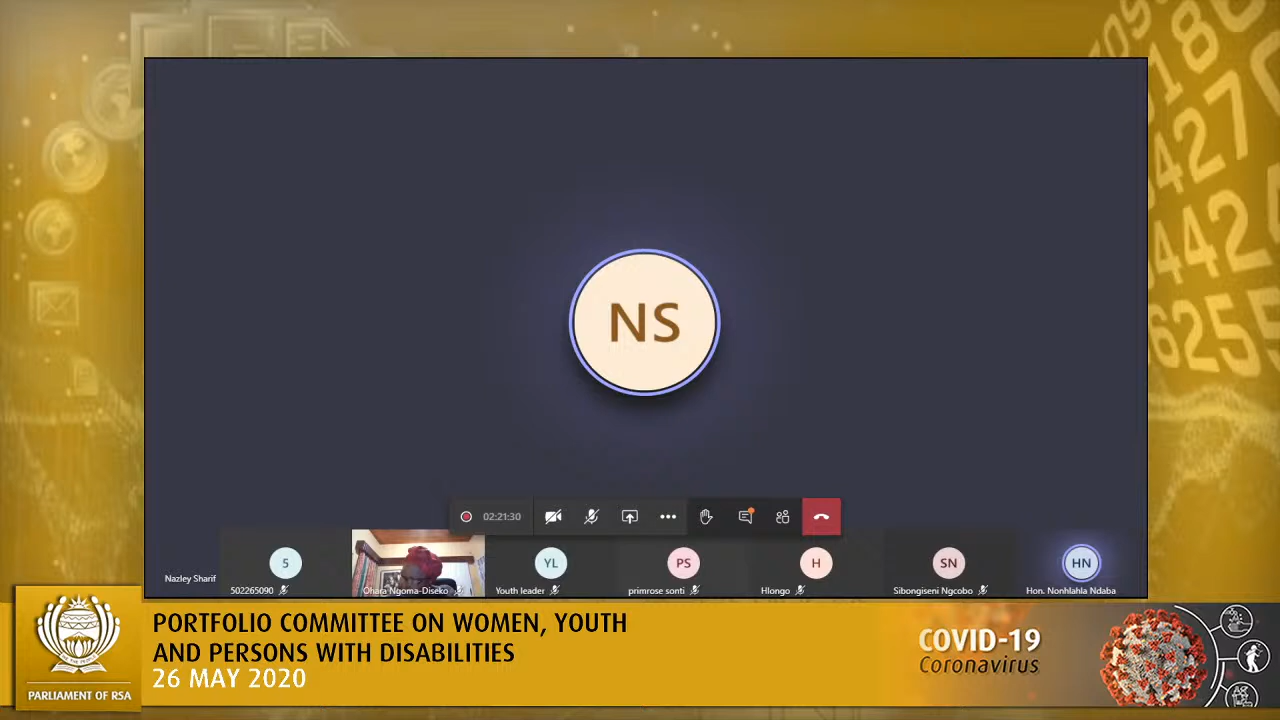 NS
02:21:30
Nazley Sharif
5
502265090
Ohara Ngoma-Diseko
YL
Youth leader
PS
primrose sonti
H
Hlongo
SN
Sibongiseni Ngcobo
HN
Hon. Nonhlahla Ndaba
PORTFOLIO COMMITTEE ON WOMEN, YOUTH
AND PERSONS WITH DISABILITIES
26 MAY 2020
PARLIAMENT OF RSA
COVID-19
Coronavirus
6255